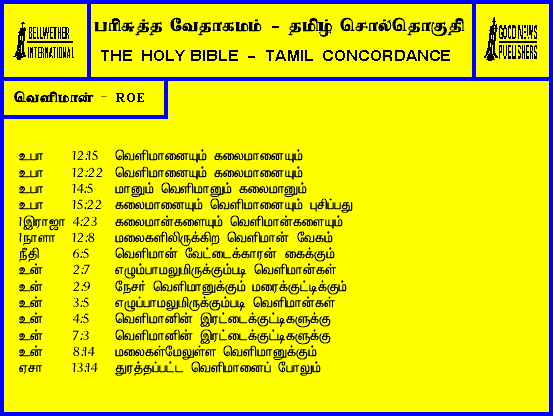 BELLWETHER
INTERNATIONAL
பரிசுத்த வேதாகமம் - தமிழ் சொல்தொகுதி
THE HOLY BIBLE - TAMIL CONCORDANCE
GOOD NEWS
PUBLISHERS
வெளிமான் - ROE
உபா 12:15 வெளிமானையும் கலைமானையும்
உபா 12:22 வெளிமானையும் கலைமானையும்
உபா 14:5 மானும் வெளிமானும் கலைமானும்
உபா 15:22 கலைமானையும் வெளிமானையும் புசிப்பது
1இராஜா 4:23 கலைமான்களையும் வெளிமான்களையும்
1நாளா 12:8 மலைகளிலிருக்கிற வெளிமான் வேகம்
நீதி 6:5 வெளிமான் வேட்டைக்காரன் கைக்கும்
உன் 2:7 எழுப்பாமலுமிருக்கும்படி வெளிமான்கள்
உன் 2:9 நேசர் வெளிமானுக்கும் மரைக்குட்டிக்கும்
உன் 3:5 எழுப்பாமலுமிருக்கும்படி வெளிமான்கள்
உன் 4:5 வெளிமானின் இரட்டைக்குட்டிகளுக்கு
உன் 7:3 வெளிமானின் இரட்டைக்குட்டிகளுக்கு
உன் 8:14 மலைகள்மேலுள்ள வெளிமானுக்கும்
ஏசா 13:14 துரத்தப்பட்ட வெளிமானைப் போலும்